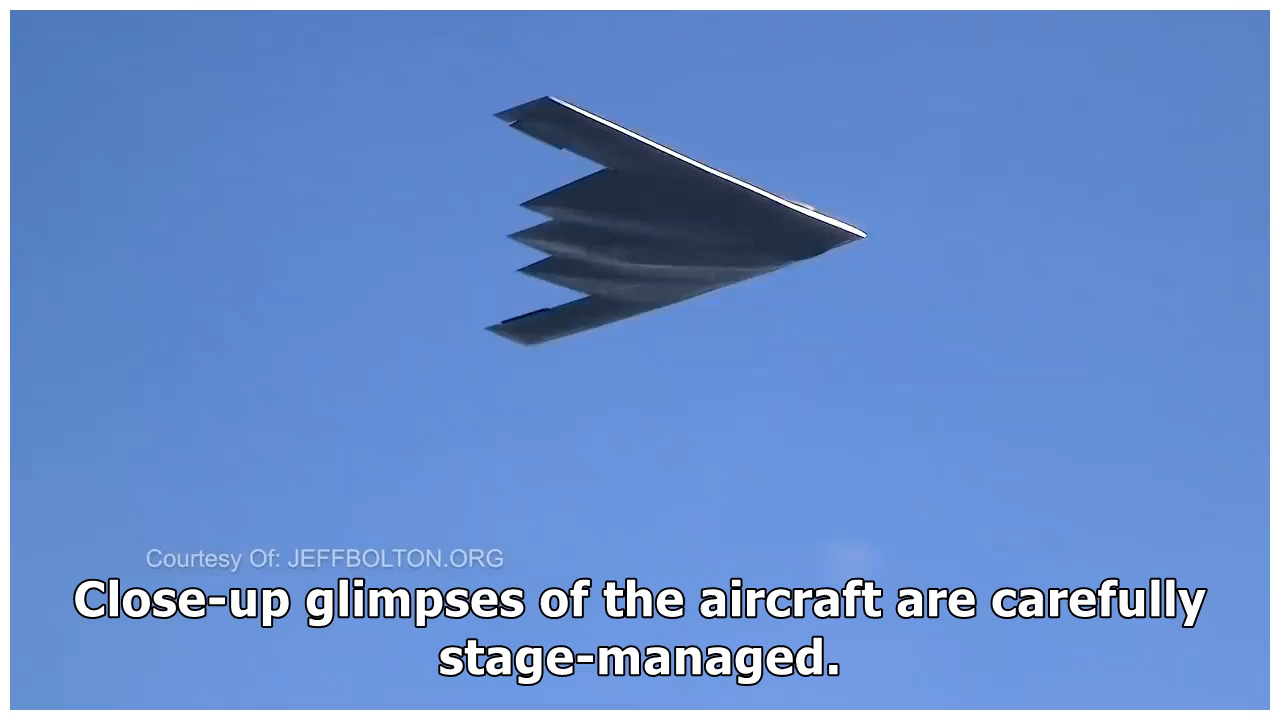 Courtesy Of: JEFFBOLTON.ORG
Close-up glimpses of the aircraft are carefully
stage-managed.